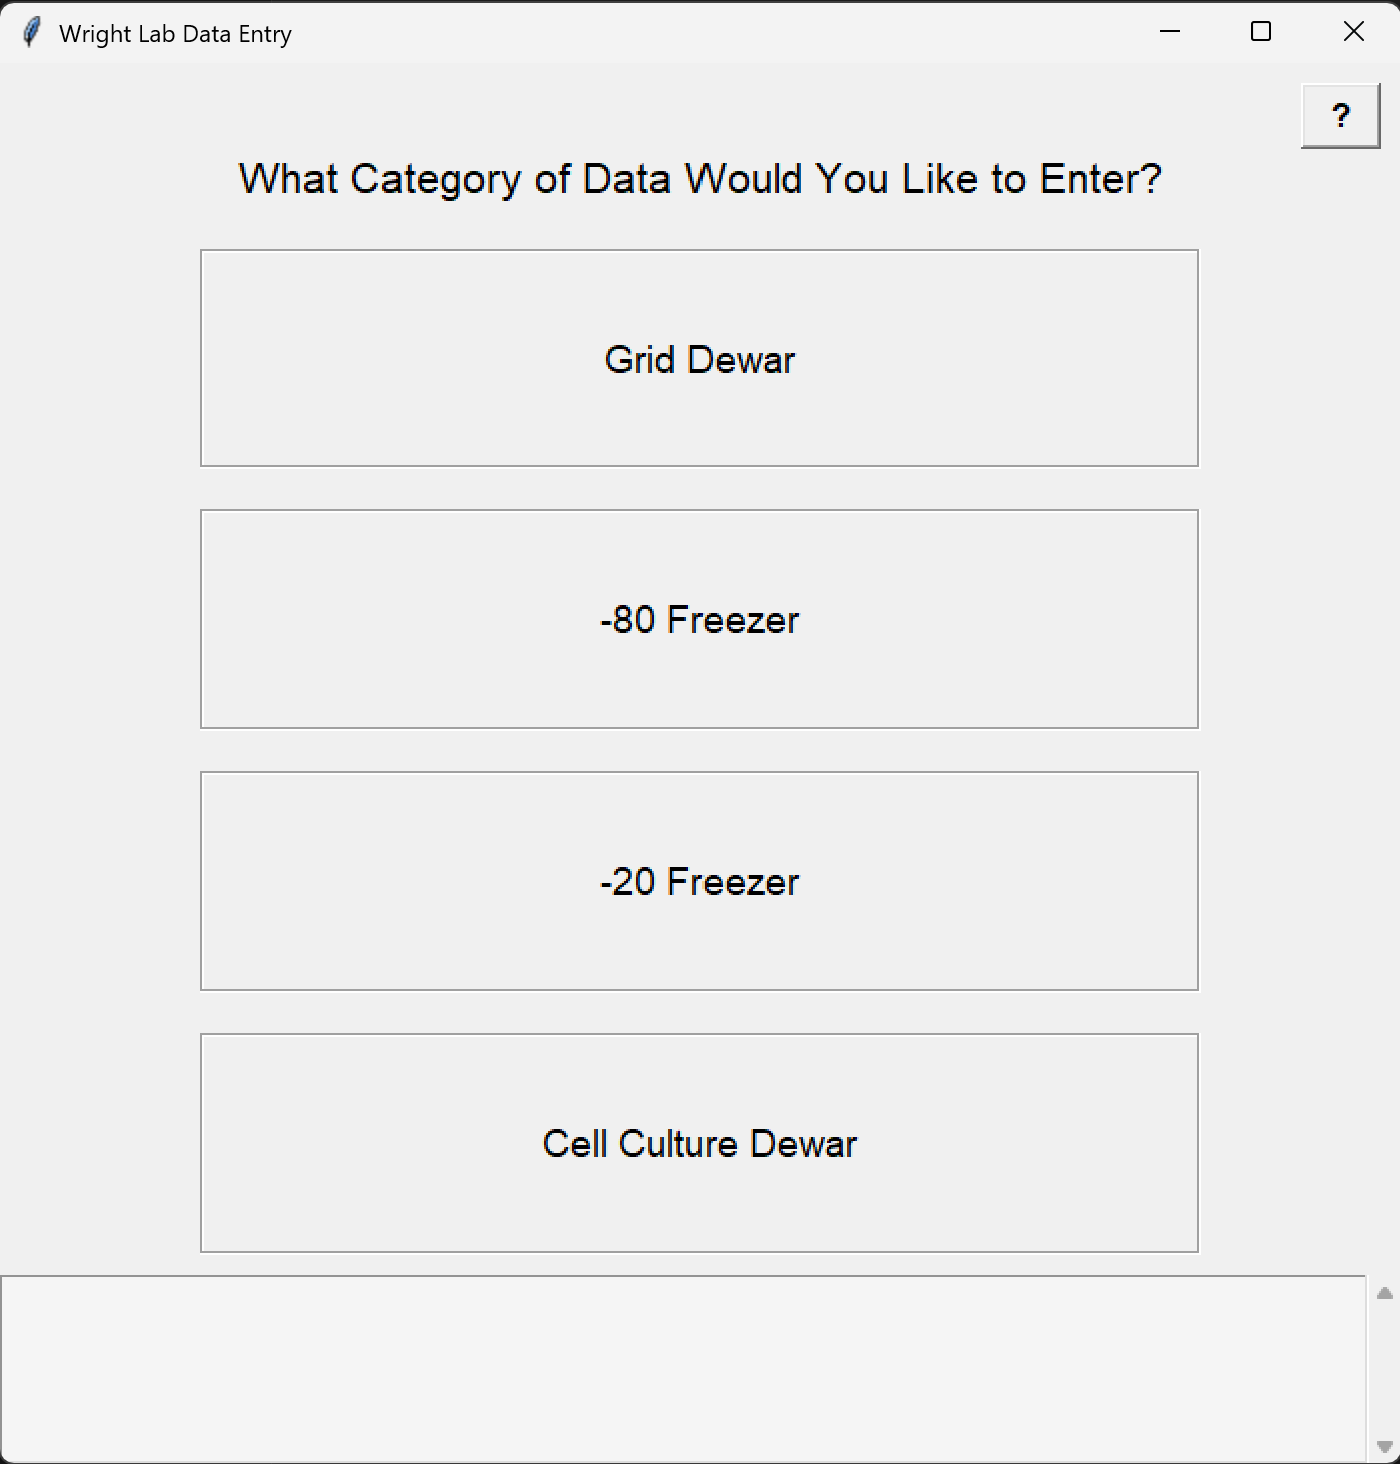 Wright Lab Data Entry
?
What Category of Data Would You Like to Enter?
Grid Dewar
-80 Freezer
-20 Freezer
Cell Culture Dewar